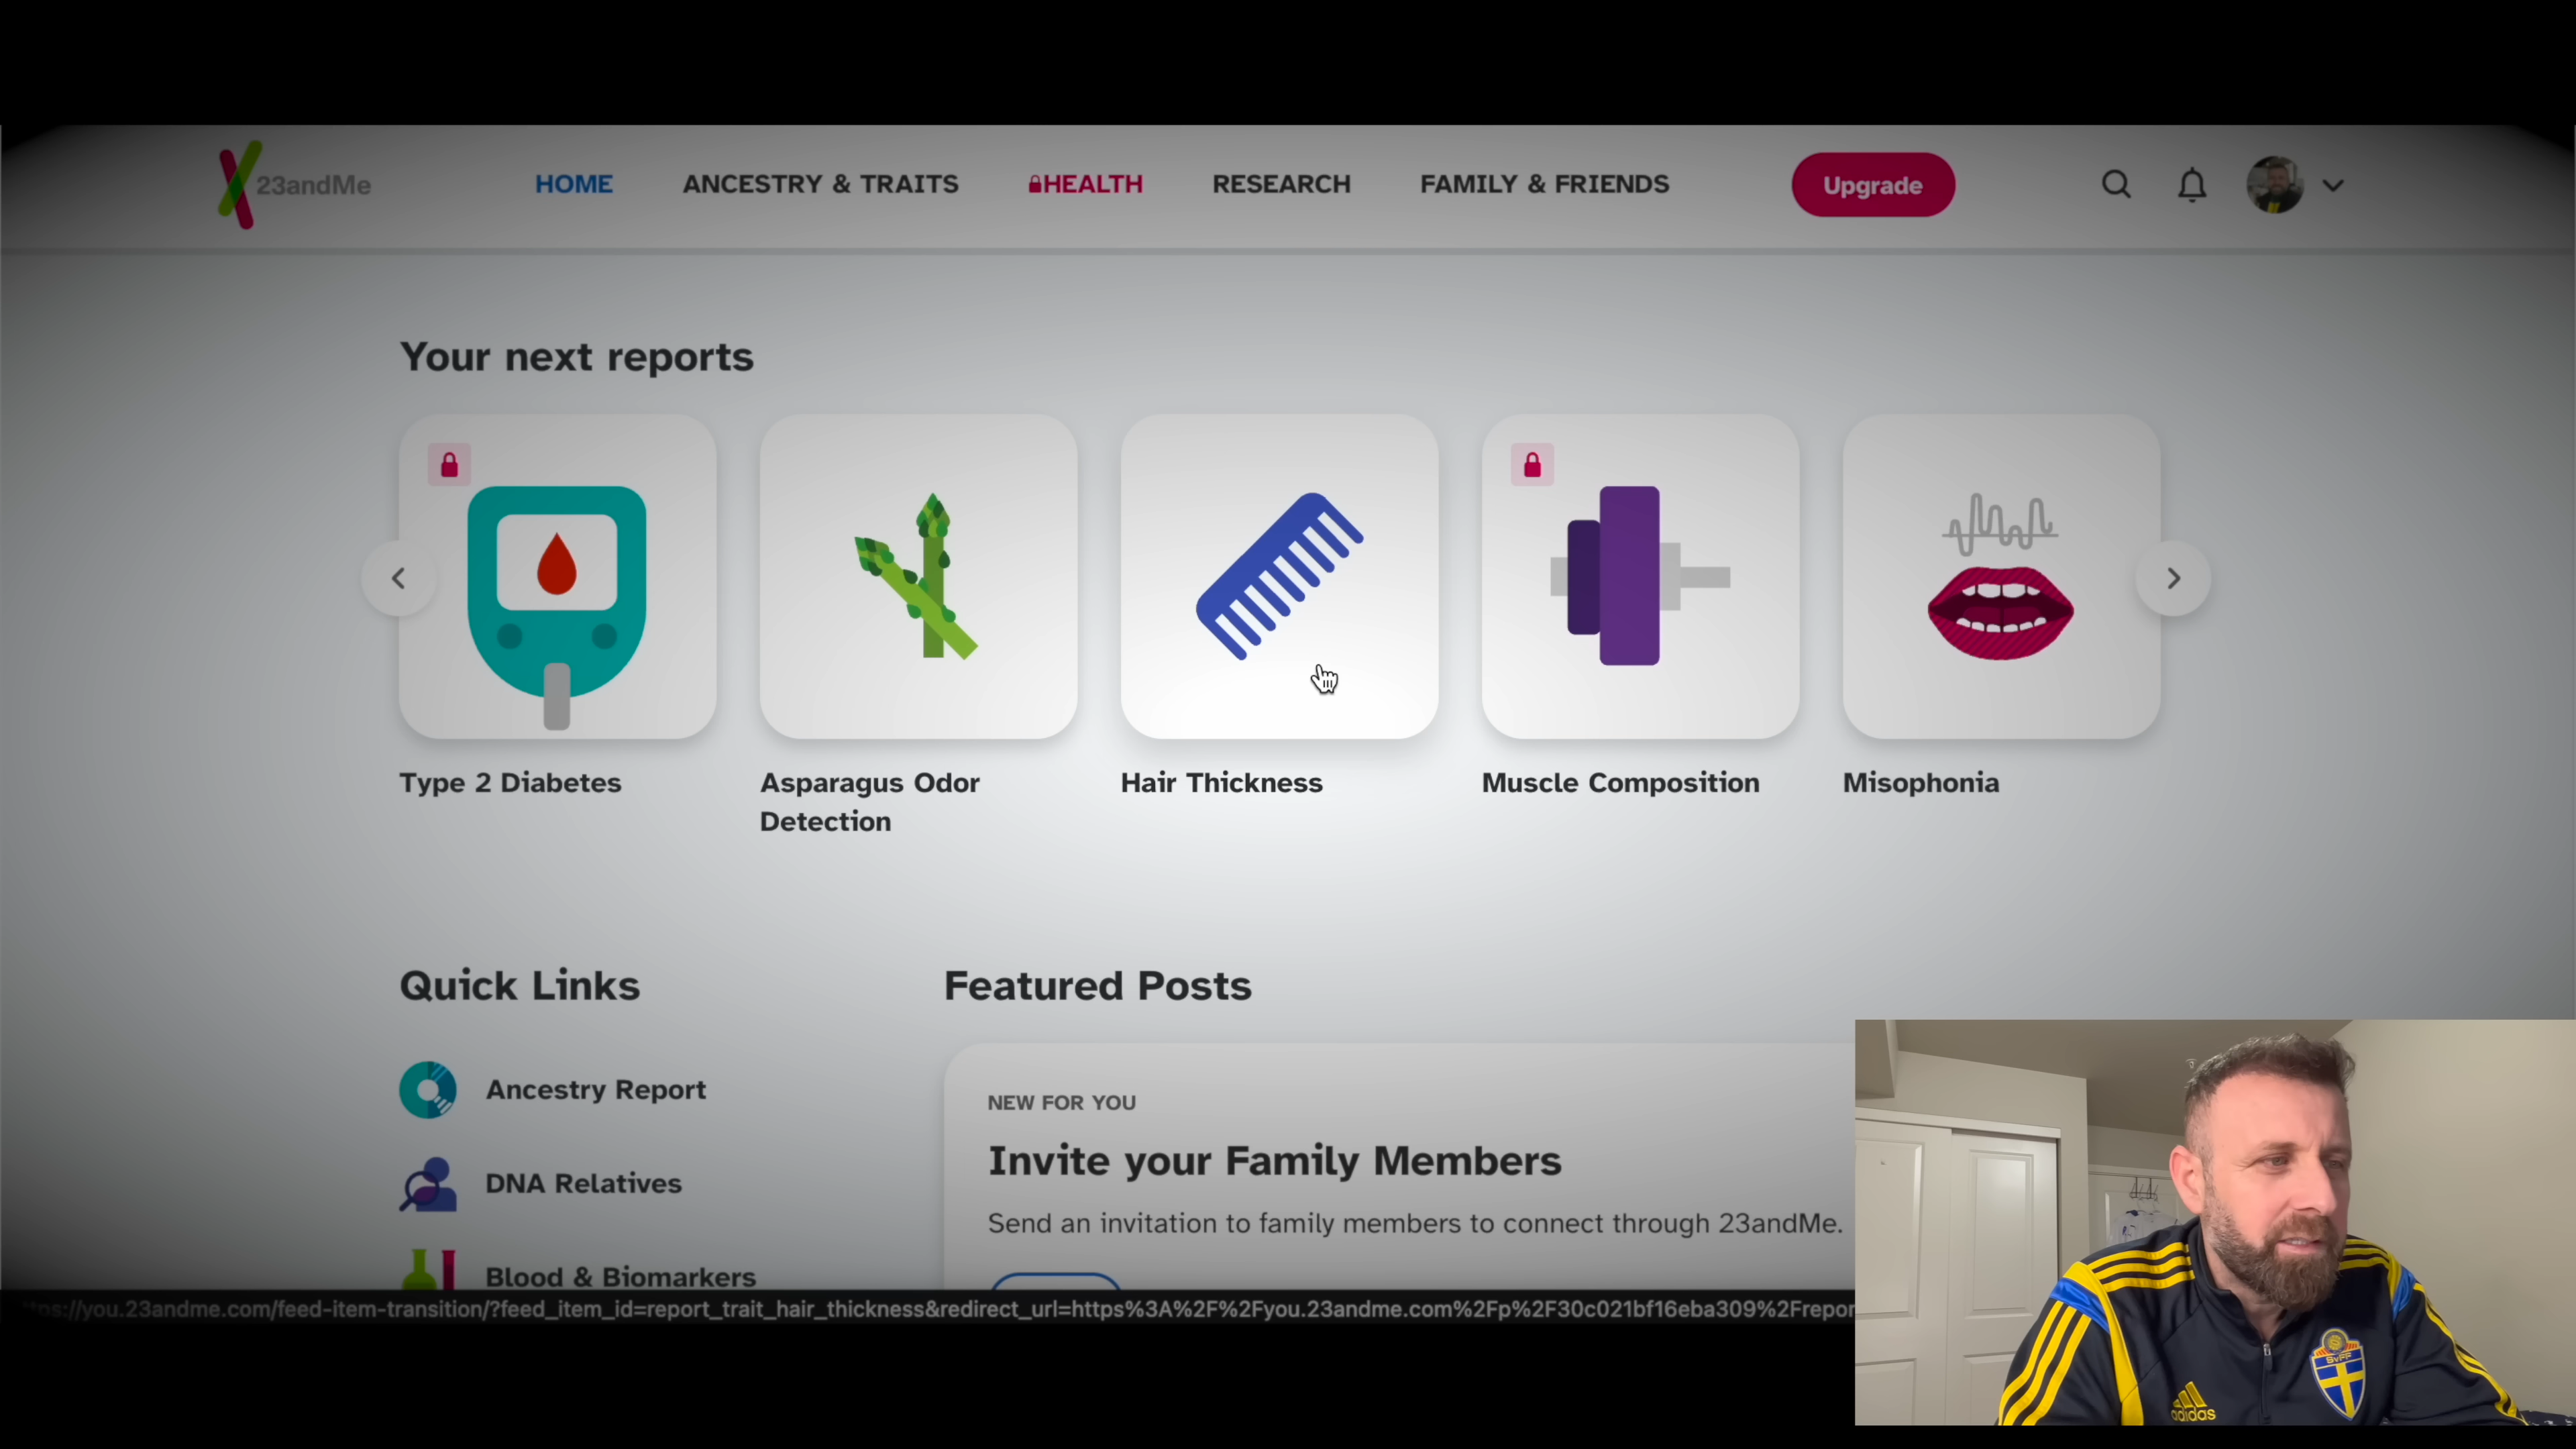 23andMe
HOME
ANCESTRY & TRAITS
HEALTH
RESEARCH
FAMILY & FRIENDS
Upgrade
Your next reports
Type 2 Diabetes
Asparagus Odor
Detection
Hair Thickness
Muscle Composition
Misophonia
Quick Links
Ancestry Report
DNA Relatives
Blood & Biomarkers
Featured Posts
NEW FOR YOU
Invite your Family Members
Send an invitation to family members to connect through 23andMe.
ttps://you.23andme.com/feed-item-transition/?feed_item_id=report_trait_hair_thickness&redirect_url=https%3A%2F%2Fyou.23andme.com%2Fp%2F30c021bf16eba309%2Frepor
SvFF
adidas